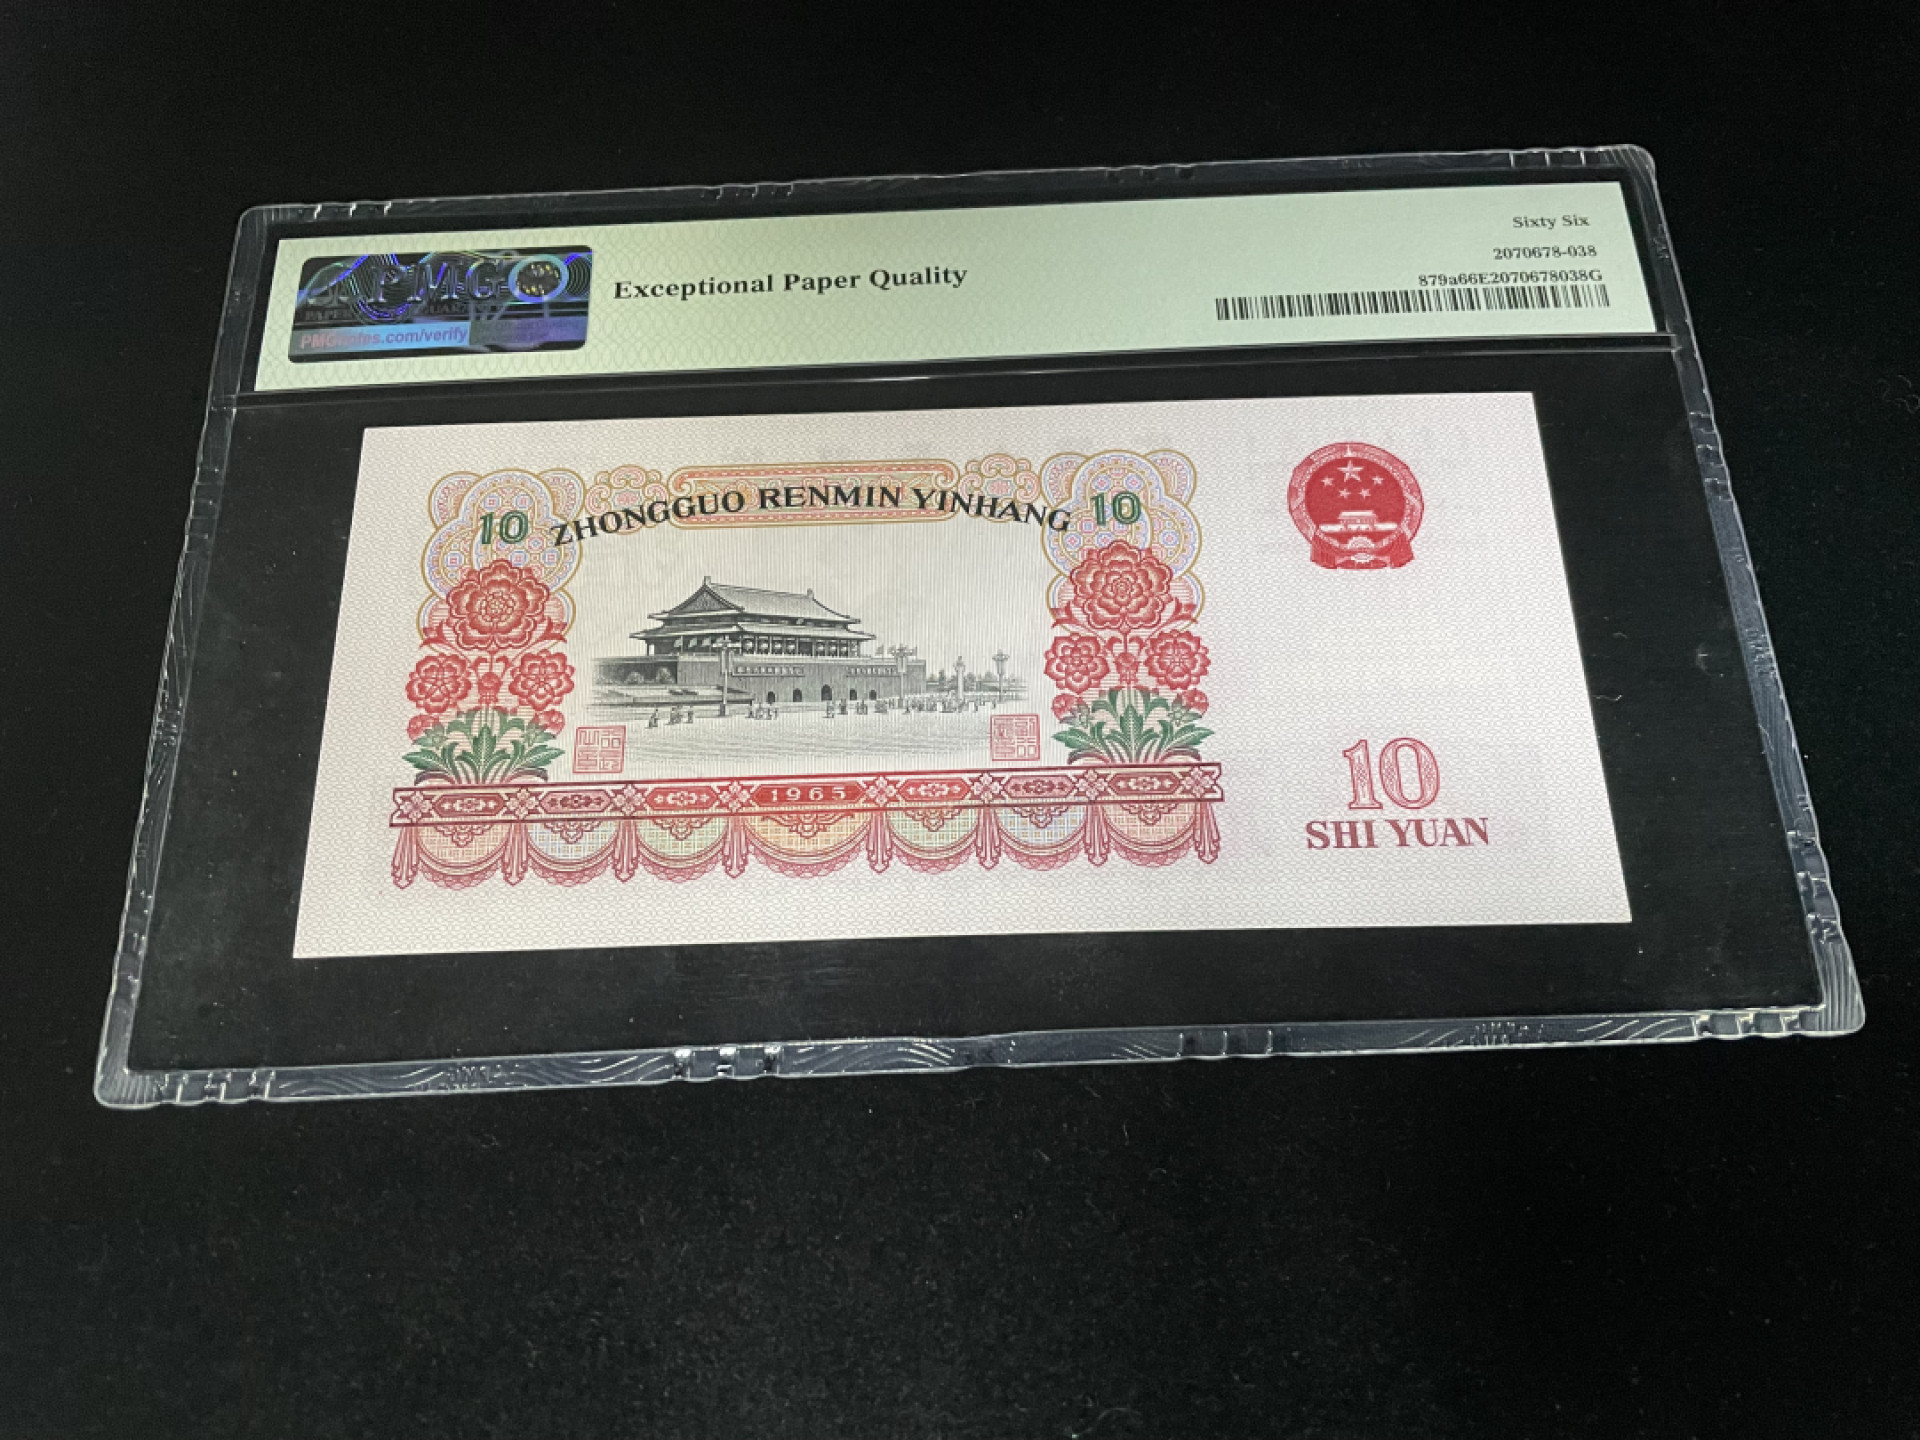 Sixty Six
2070678-038
879a66E2070678038G
PMG
PMGnotes.com/verify
Exceptional Paper Quality
10 ZHONGGUO RENMIN YINHANG 10
1965
10
SHI YUAN